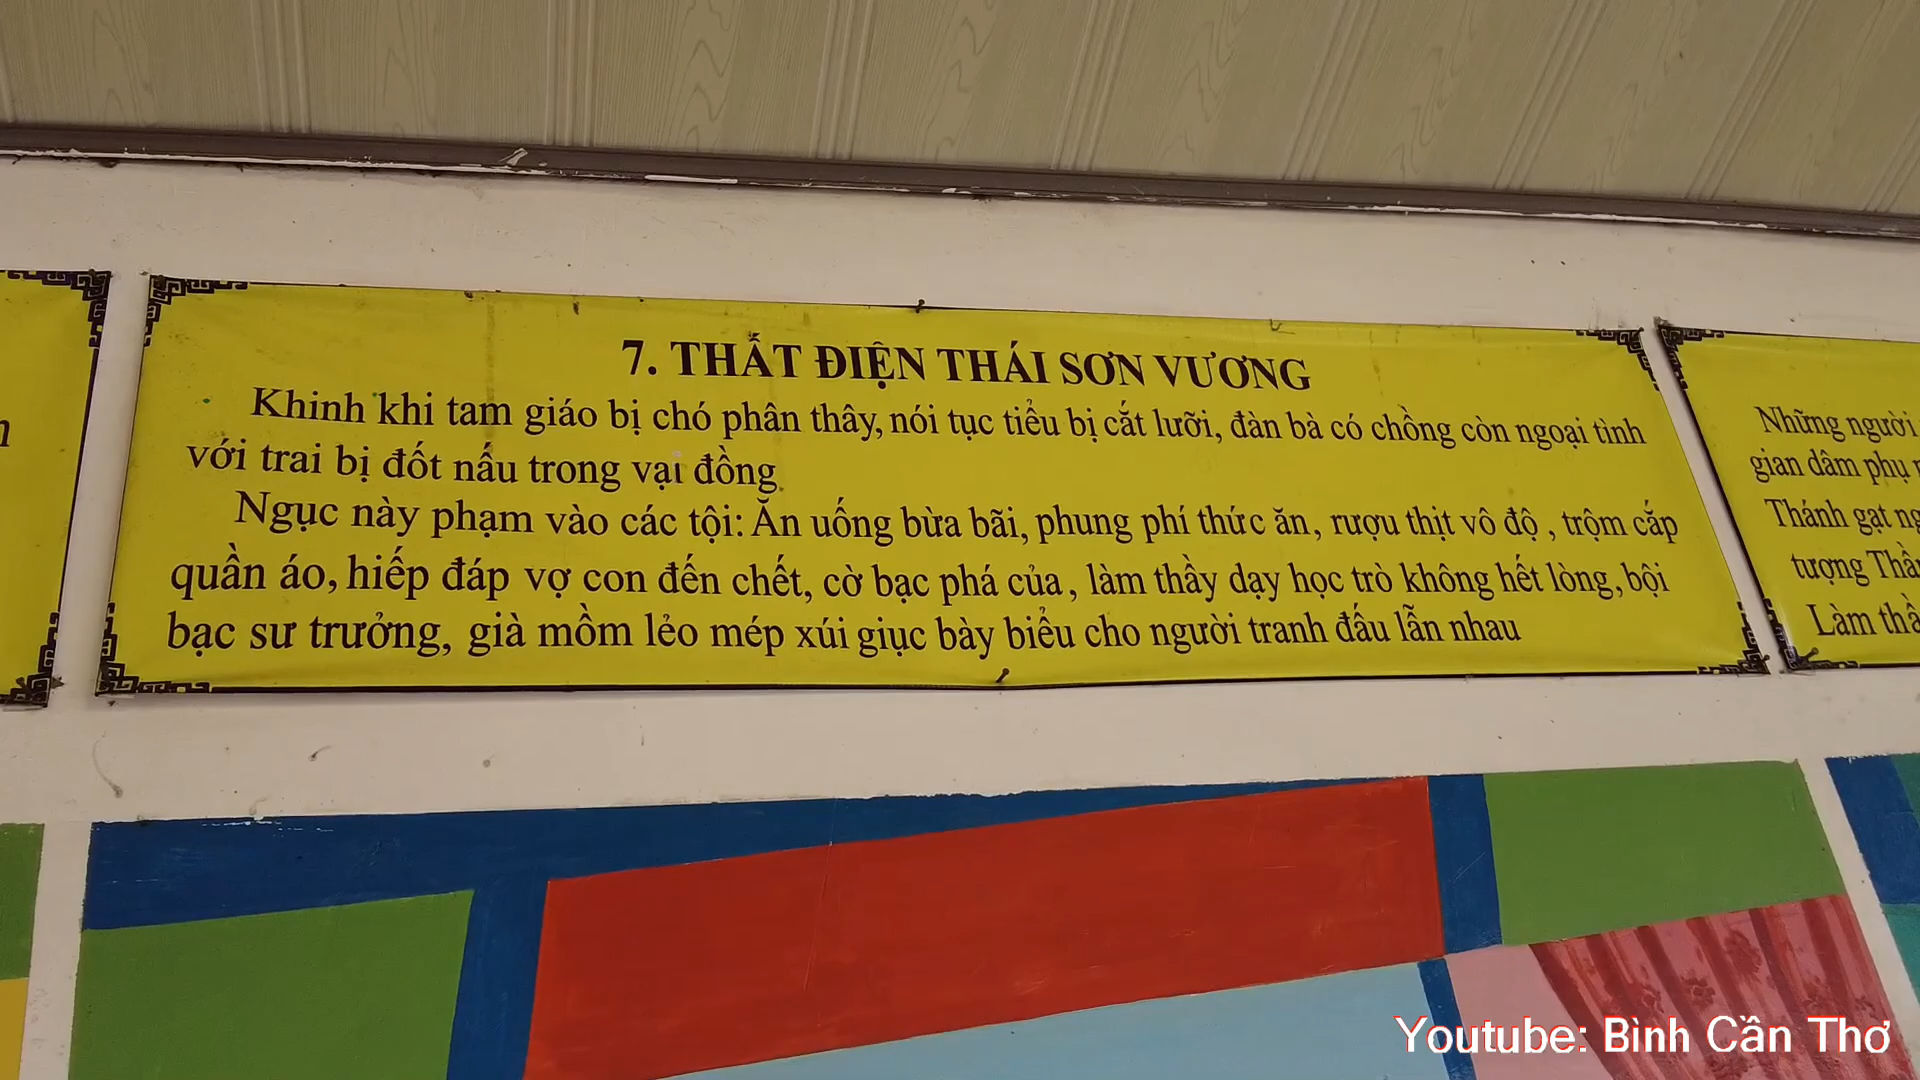 7. THẤT ĐIỆN THÁI SƠN VƯƠNG
Khinh khi tam giáo bị chó phân thây, nói tục tiểu bị cắt lưỡi, đàn bà có chồng còn ngoại tình
với trai bị đốt nấu trong vạt đồng.
Ngục này phạm vào các tội: Ăn uống bừa bãi, phung phí thức ăn, rượu thịt vô độ , trộm cắp
quần áo, hiếp đáp vợ con đến chết, cờ bạc phá của, làm thầy dạy học trò không hết lòng, bội
bạc sư trưởng, già mồm lẻo mép xúi giục bày biểu cho người tranh đấu lẫn nhau
Những người
gian dâm phụ
Thánh gạt
tượng
Làm
Youtube: Bình Cần Thơ